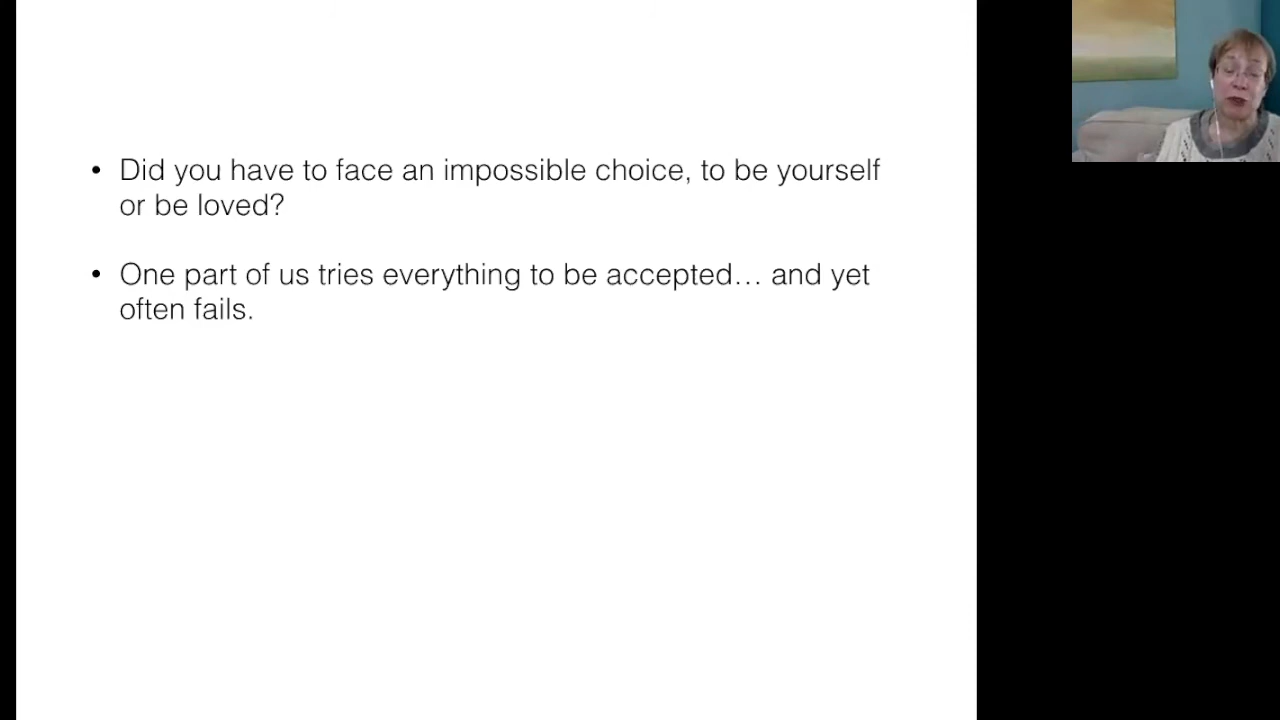 • Did you have to face an impossible choice, to be yourself
or be loved?
• One part of us tries everything to be accepted… and yet
often fails.